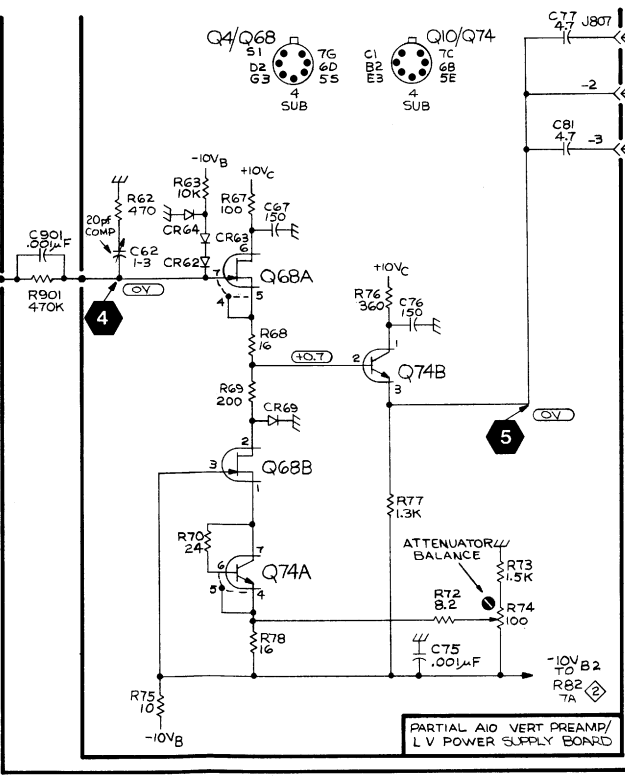 C77
4.7 J807
Q4/Q68
S1 7G
D2 6D
G3 5S
4
SUB
Q10/Q74
C1 7C
B2 6B
E3 5E
4
SUB
-2
C81
4.7 -3
-10VB
+10VC
R63
10K
R67
100
C67
150
R62
470
20pf
COMP
CR64
CR63
C901
.001µF
C62
1-3
CR62
6
7
Q68A
5
4
0V
R901
470K
4
+10VC
R76
360
C76
150
R68
16
+0.7
1
2
Q74B
3
R69
200
CR69
0V
5
2
3
Q68B
1
R77
1.3K
R70
24
7
6
Q74A
5
4
ATTENUATOR
BALANCE
R73
1.5K
R72
8.2
R74
100
R78
16
C75
.001µF
-10VB2
TO
R82
7A
2
R75
10
-10VB
PARTIAL A10 VERT PREAMP/
LV POWER SUPPLY BOARD